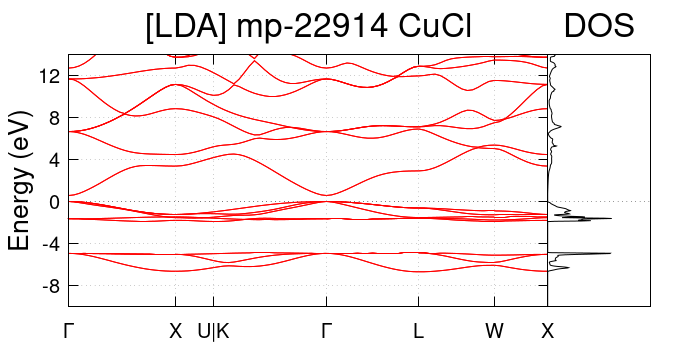 [LDA] mp-22914 CuCl DOS
Energy (eV)
12
8
4
0
-4
-8
Γ X U|K Γ L W X